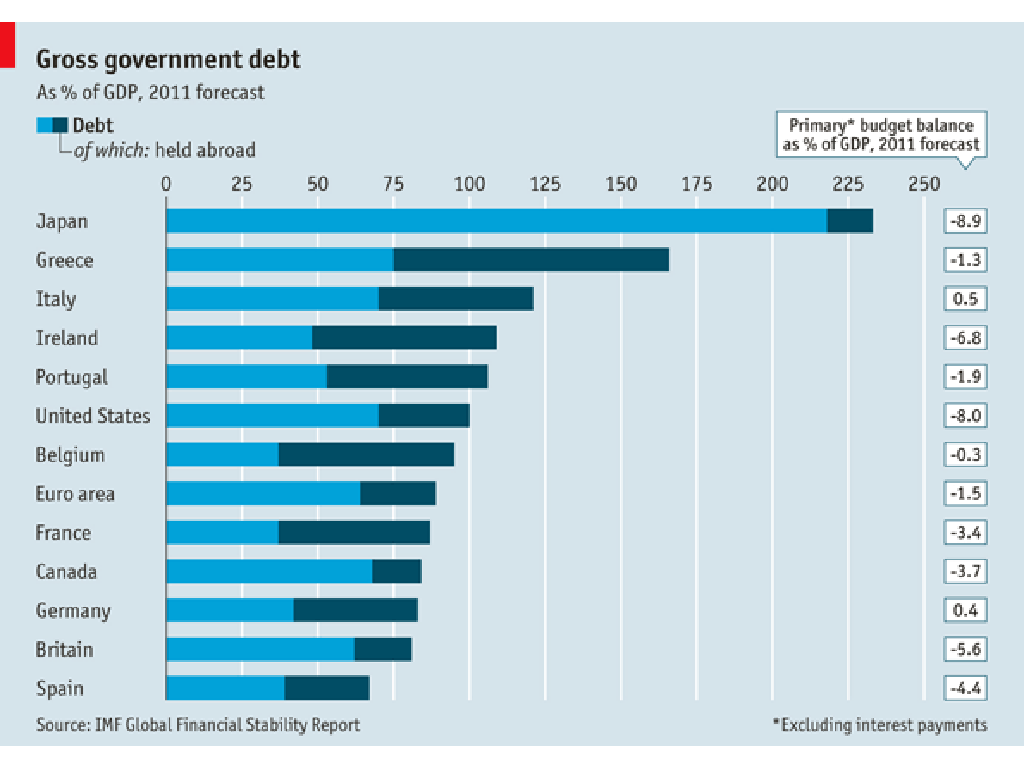 Gross government debt
As % of GDP, 2011 forecast
Debt
of which: held abroad
Primary* budget balance
as % of GDP, 2011 forecast
0 25 50 75 100 125 150 175 200 225 250
Japan -8.9
Greece -1.3
Italy 0.5
Ireland -6.8
Portugal -1.9
United States -8.0
Belgium -0.3
Euro area -1.5
France -3.4
Canada -3.7
Germany 0.4
Britain -5.6
Spain -4.4
Source: IMF Global Financial Stability Report *Excluding interest payments